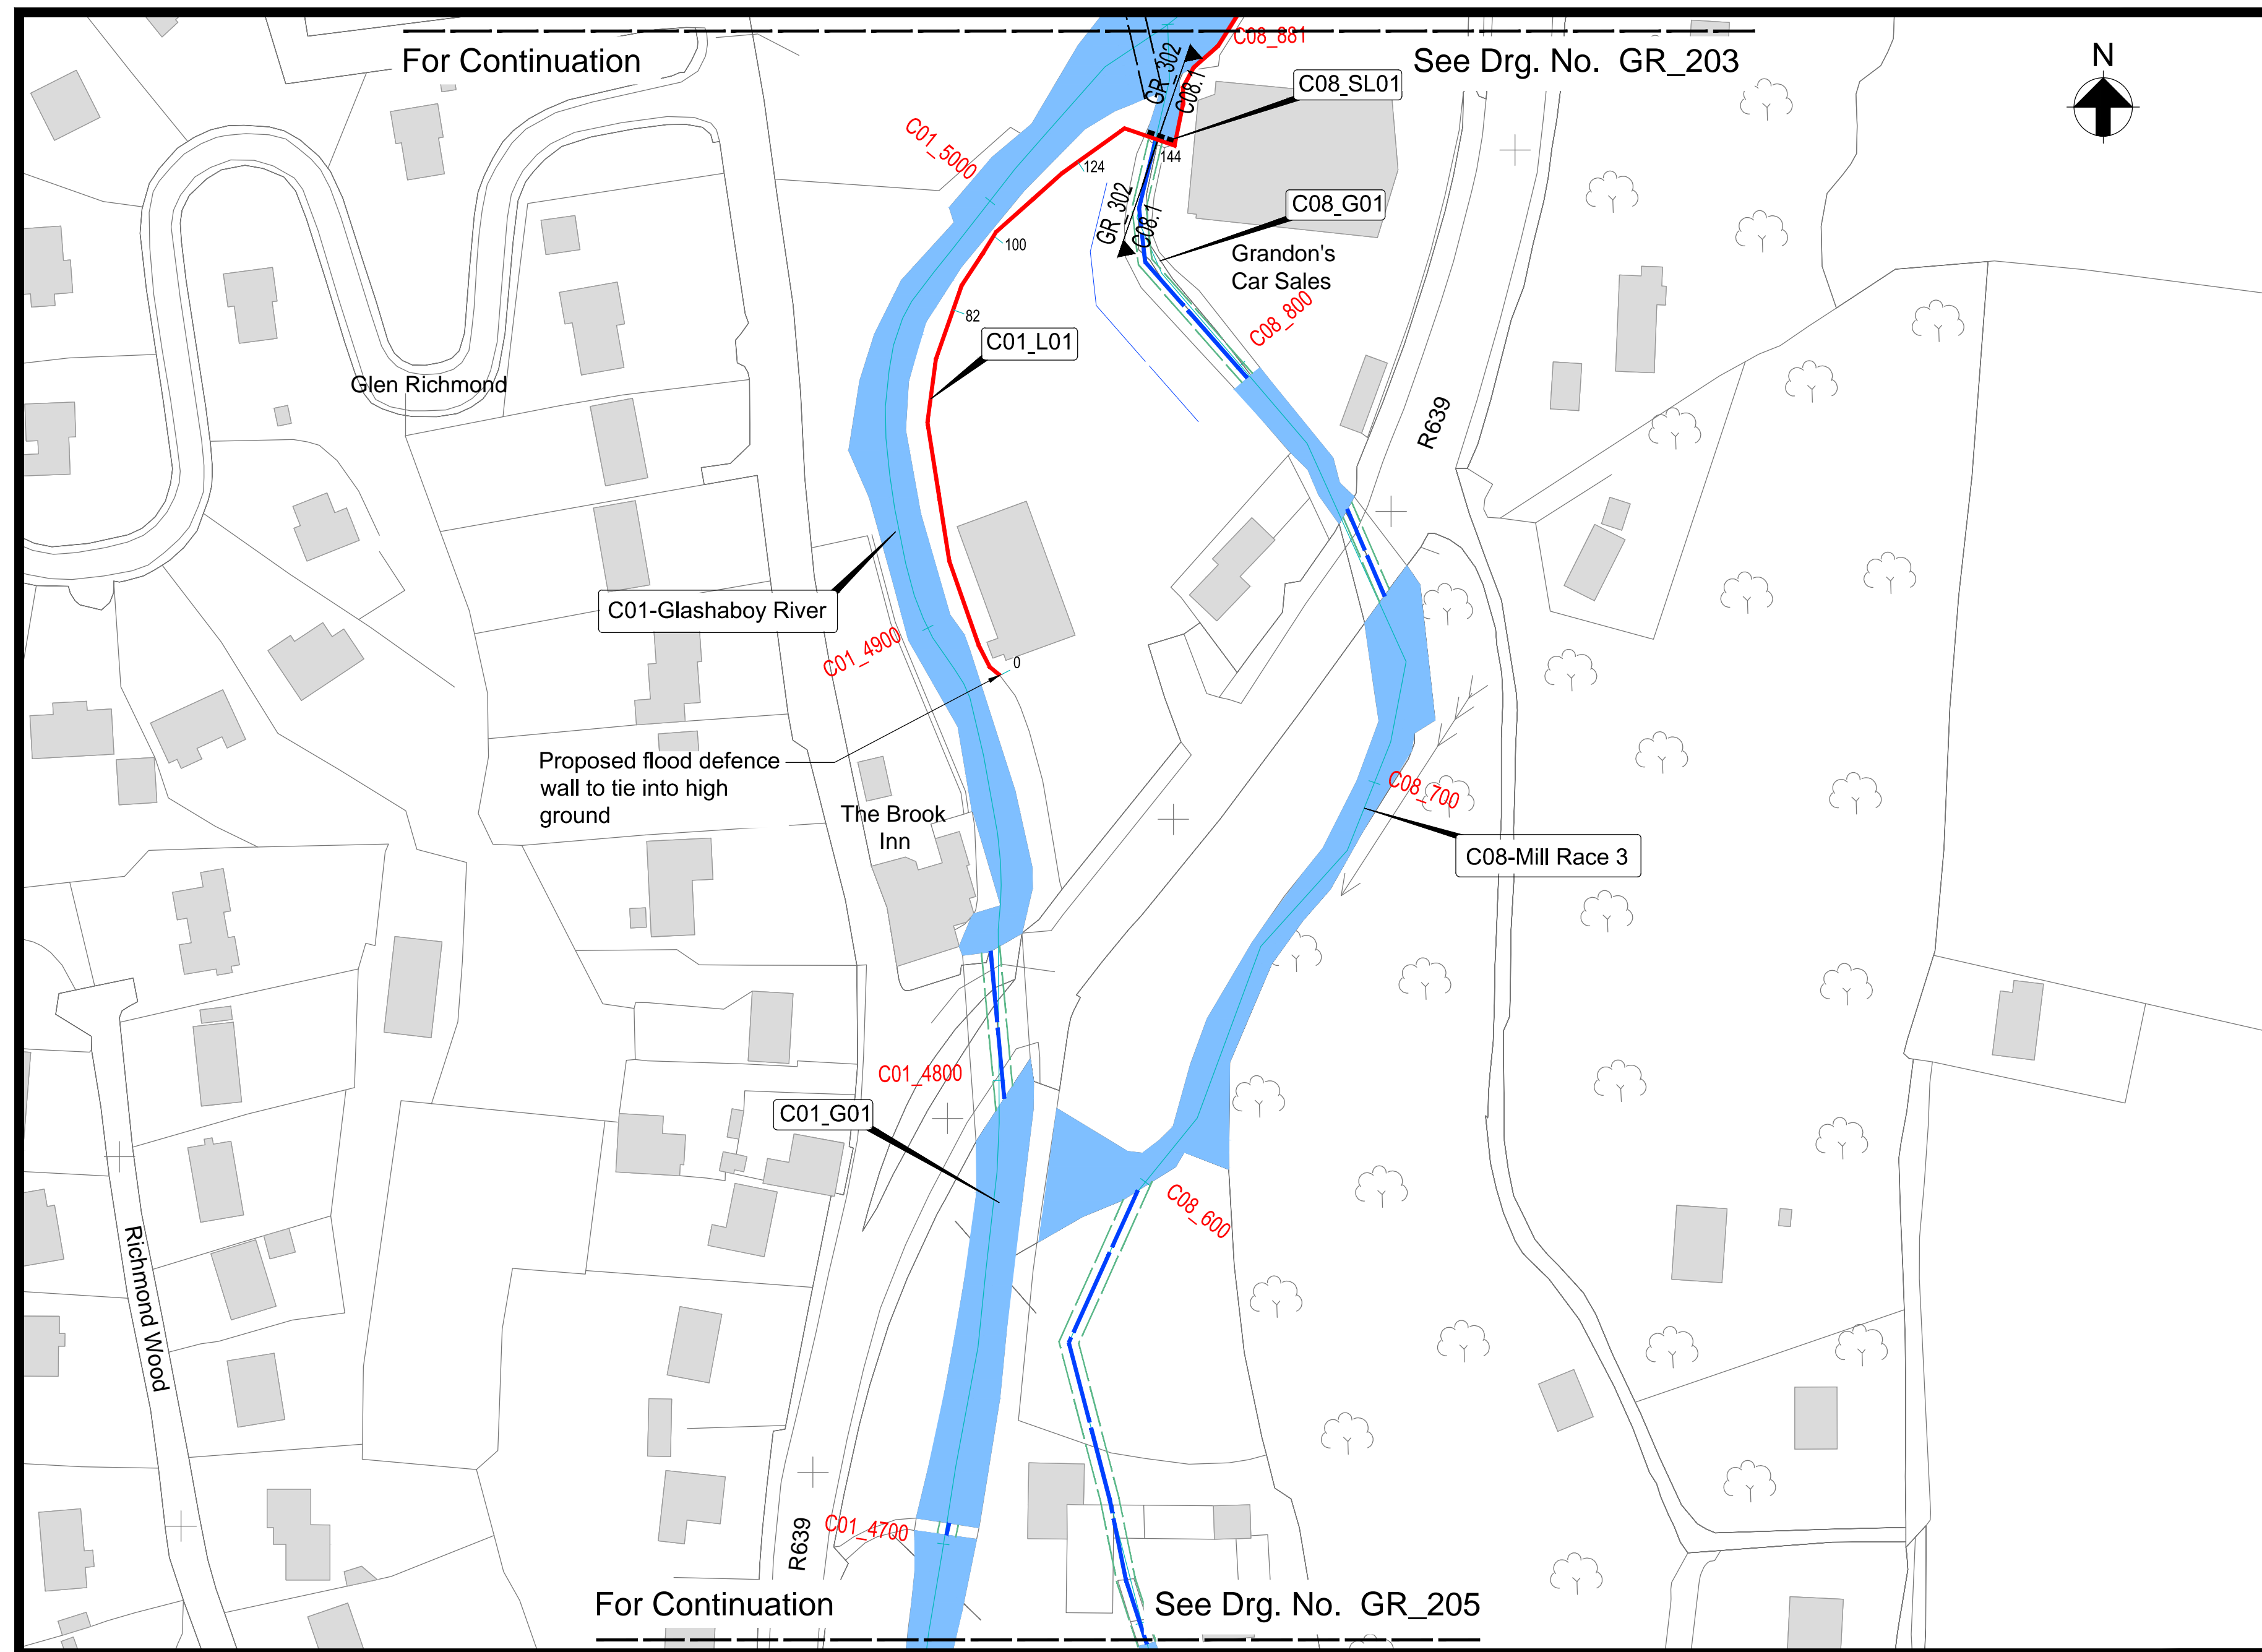 For Continuation
See Drg. No. GR_203
N
C08_881
GR_302
C08.1
C08_SL01
C01_5000
144
124
GR_302
C08.1
C08_G01
100
Grandon's
Car Sales
82
C08_800
C01_L01
Glen Richmond
R639
C01-Glashaboy River
C01_4900
0
Proposed flood defence
wall to tie into high
ground
The Brook
Inn
C08_700
C08-Mill Race 3
C01_4800
C01_G01
C08_600
Richmond Wood
R639
C01_4700
For Continuation
See Drg. No. GR_205